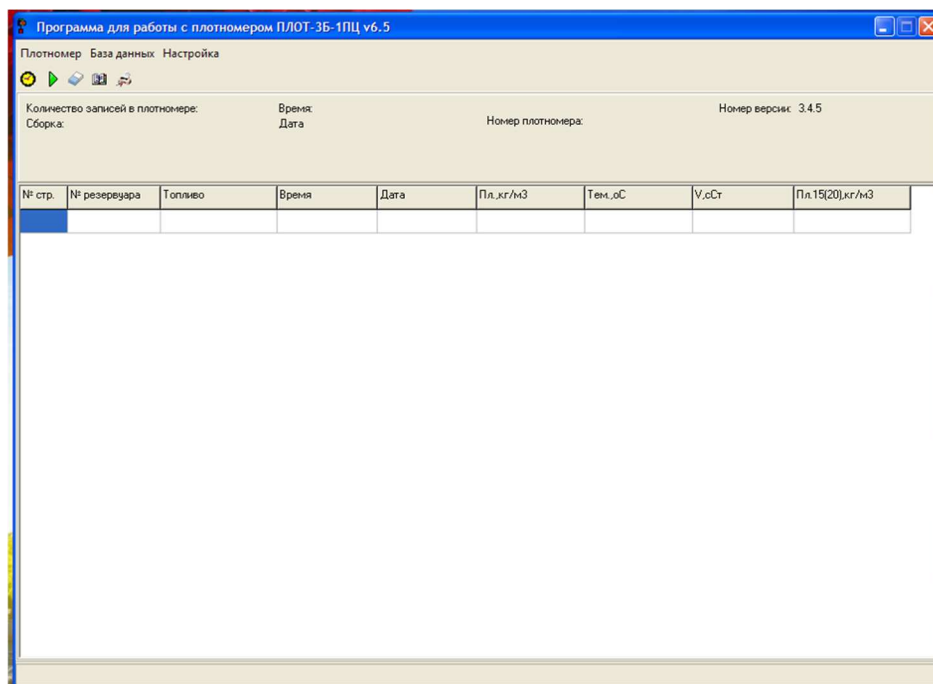 Программа для работы с плотномером ПЛОТ-3Б-1ПЦ v6.5
Плотномер База данных Настройка
Количество записей в плотномере: Время: Номер версии: 3.4.5
Сборка: Дата Номер плотномера:
№ стр. № резервуара Топливо Время Дата Пл.,кг/м3 Тем.,оС V,сСт Пл.15(20),кг/м3